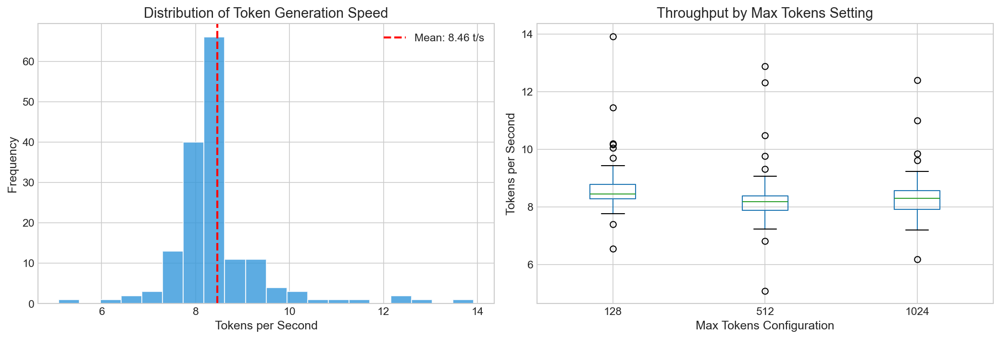 Distribution of Token Generation Speed
Mean: 8.46 t/s
Frequency
60
50
40
30
20
10
0
6 8 10 12 14
Tokens per Second
Throughput by Max Tokens Setting
Tokens per Second
14
12
10
8
6
128 512 1024
Max Tokens Configuration